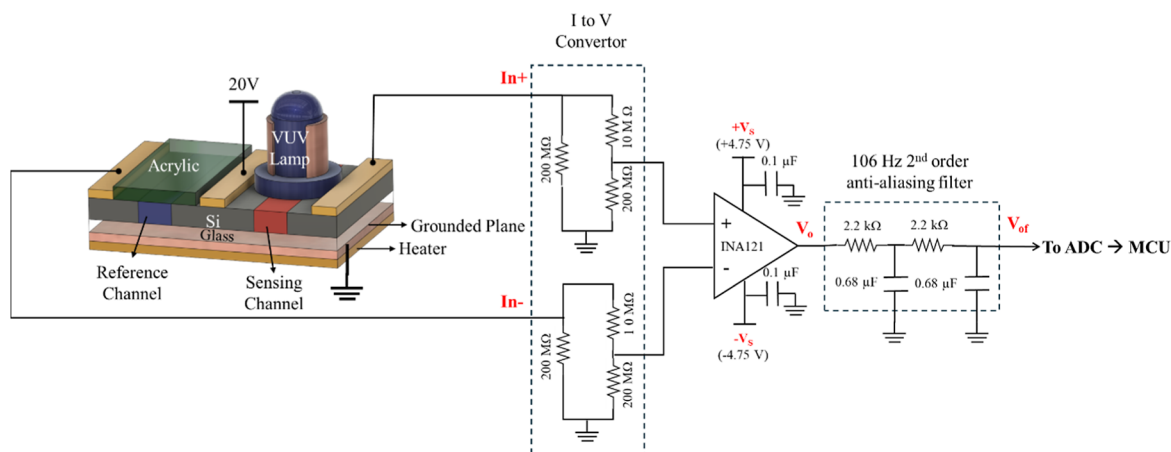 I to V
Convertor
In+
20V
VUV
Lamp
Acrylic
Si
Glass
Grounded Plane
Heater
Reference
Channel
Sensing
Channel
In-
200 MΩ
10 M Ω
200 MΩ
200 MΩ
1 0 MΩ
200 MΩ
+Vs
(+4.75 V)
0.1 µF
+
INA121
-
0.1 µF
-Vs
(-4.75 V)
Vo
106 Hz 2nd order
anti-aliasing filter
2.2 kΩ
2.2 kΩ
0.68 µF
0.68 µF
Vof
To ADC → MCU